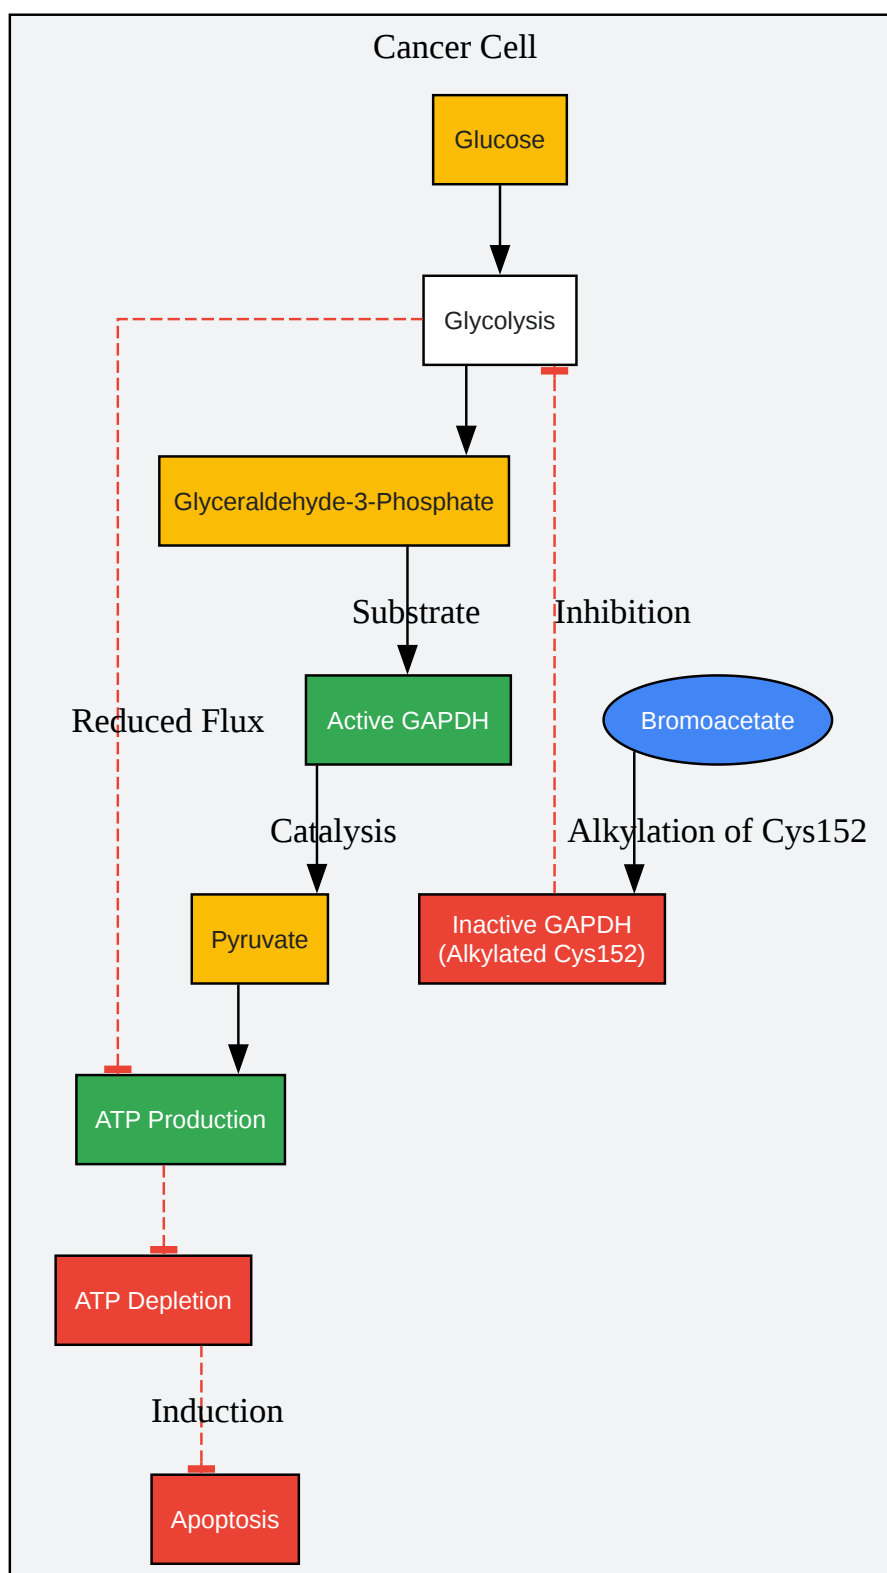 Cancer Cell
Glucose
Glycolysis
Glyceraldehyde-3-Phosphate
Substrate
Inhibition
Active GAPDH
Bromoacetate
Reduced Flux
Catalysis
Alkylation of Cys152
Pyruvate
Inactive GAPDH
(Alkylated Cys152)
ATP Production
ATP Depletion
Induction
Apoptosis